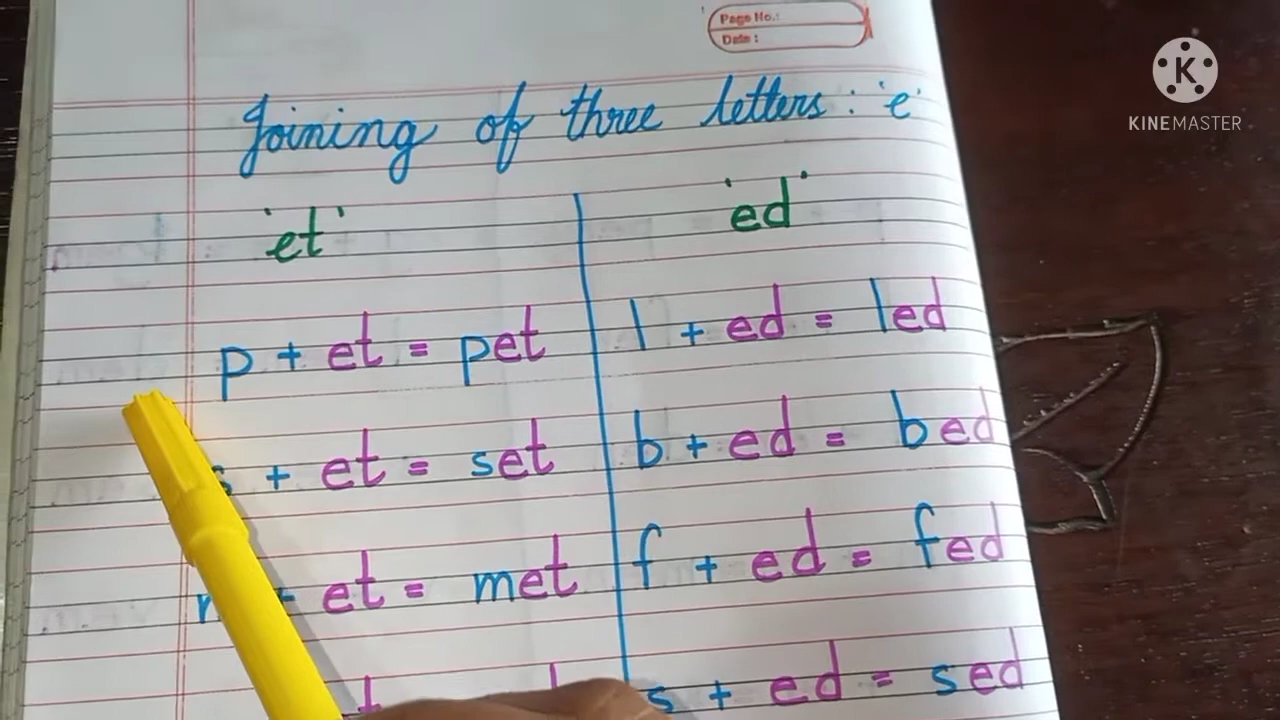 Page No.:
Date :
K
KINEMASTER
Joining of three letters : 'e'
'et'
'ed'
p + et = pet
l + ed = led
s + et = set
b + ed = bed
+ et = met
f + ed = fed
s + ed = sed